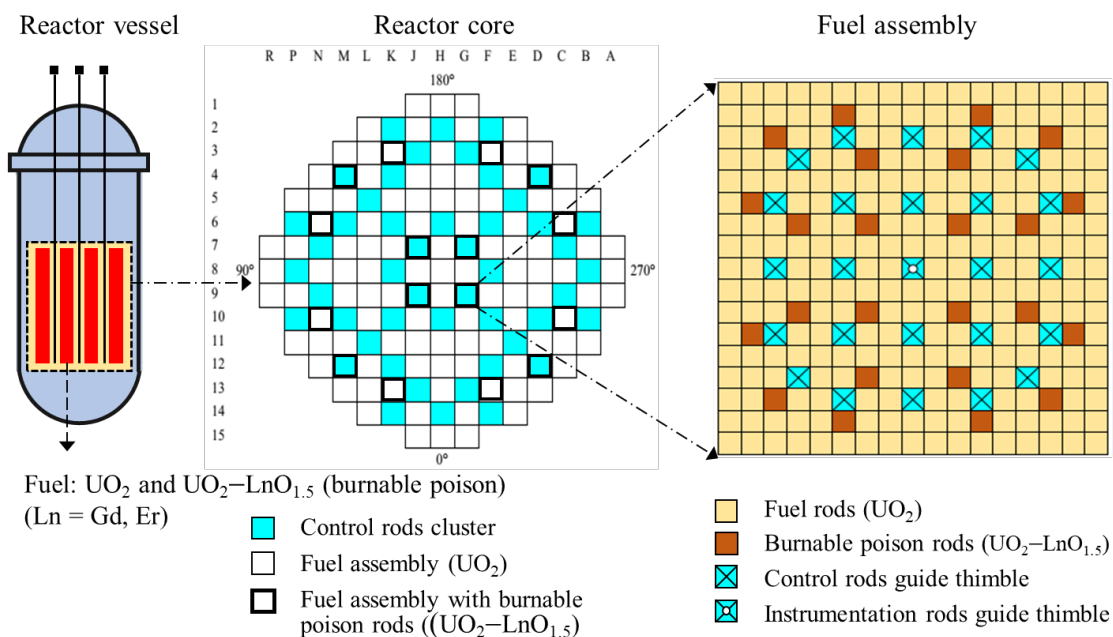 Reactor vessel
Reactor core
Fuel assembly
R P N M L K J H G F E D C B A
180°
1
2
3
4
5
6
7
8
9
10
11
12
13
14
15
90°
270°
0°
Fuel: UO₂ and UO₂−LnO₁.₅ (burnable poison)
(Ln = Gd, Er)
Control rods cluster
Fuel assembly (UO₂)
Fuel assembly with burnable
poison rods ((UO₂−LnO₁.₅)
Fuel rods (UO₂)
Burnable poison rods (UO₂−LnO₁.₅)
Control rods guide thimble
Instrumentation rods guide thimble